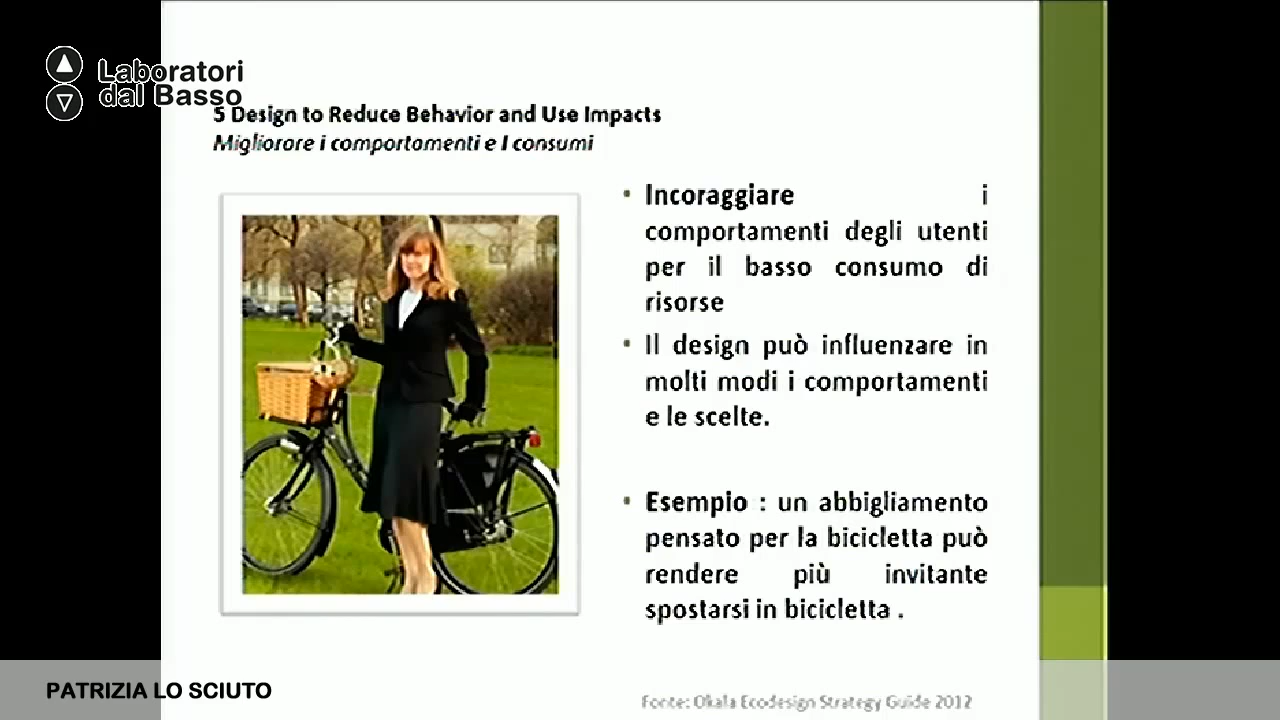 Laboratori
dal Basso
5 Design to Reduce Behavior and Use Impacts
Migliorare i comportamenti e I consumi
• Incoraggiare i
comportamenti degli utenti
per il basso consumo di
risorse
• Il design può influenzare in
molti modi i comportamenti
e le scelte.
• Esempio : un abbigliamento
pensato per la bicicletta può
rendere più invitante
spostarsi in bicicletta .
PATRIZIA LO SCIUTO
Fonte: Okala Ecodesign Strategy Guide 2012